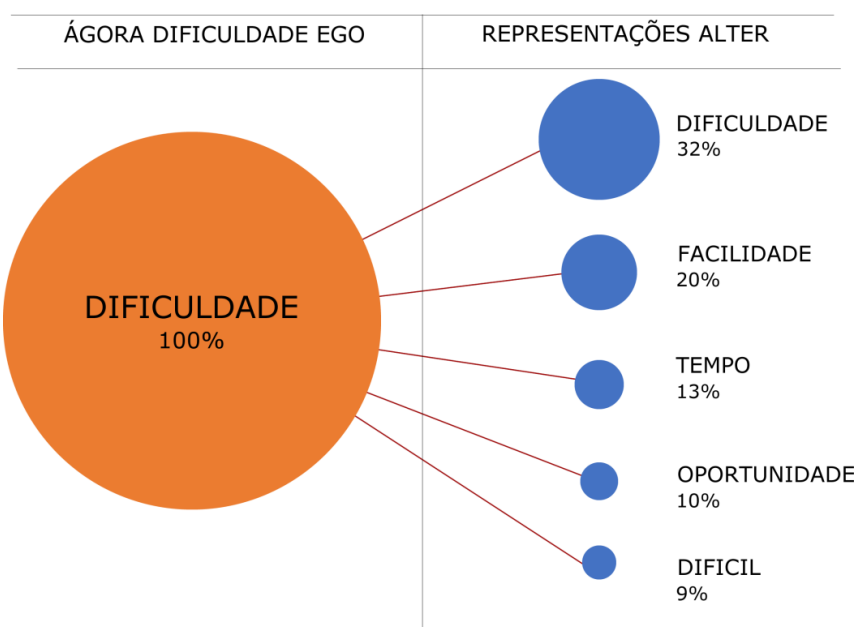 ÁGORA DIFICULDADE EGO
REPRESENTAÇÕES ALTER
DIFICULDADE
100%
DIFICULDADE
32%
FACILIDADE
20%
TEMPO
13%
OPORTUNIDADE
10%
DIFICIL
9%